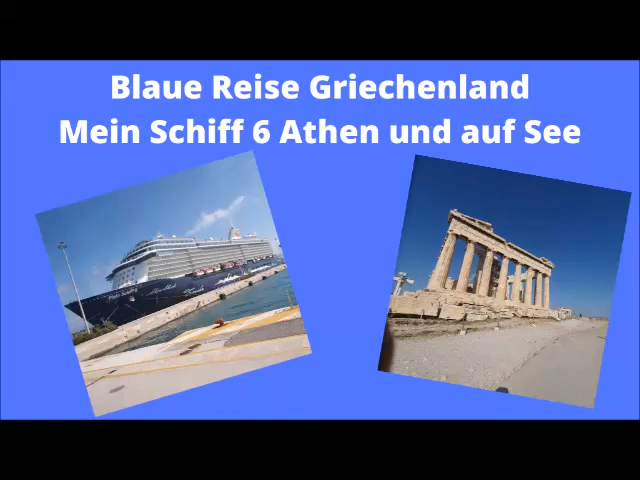 Blaue Reise Griechenland
Mein Schiff 6 Athen und auf See